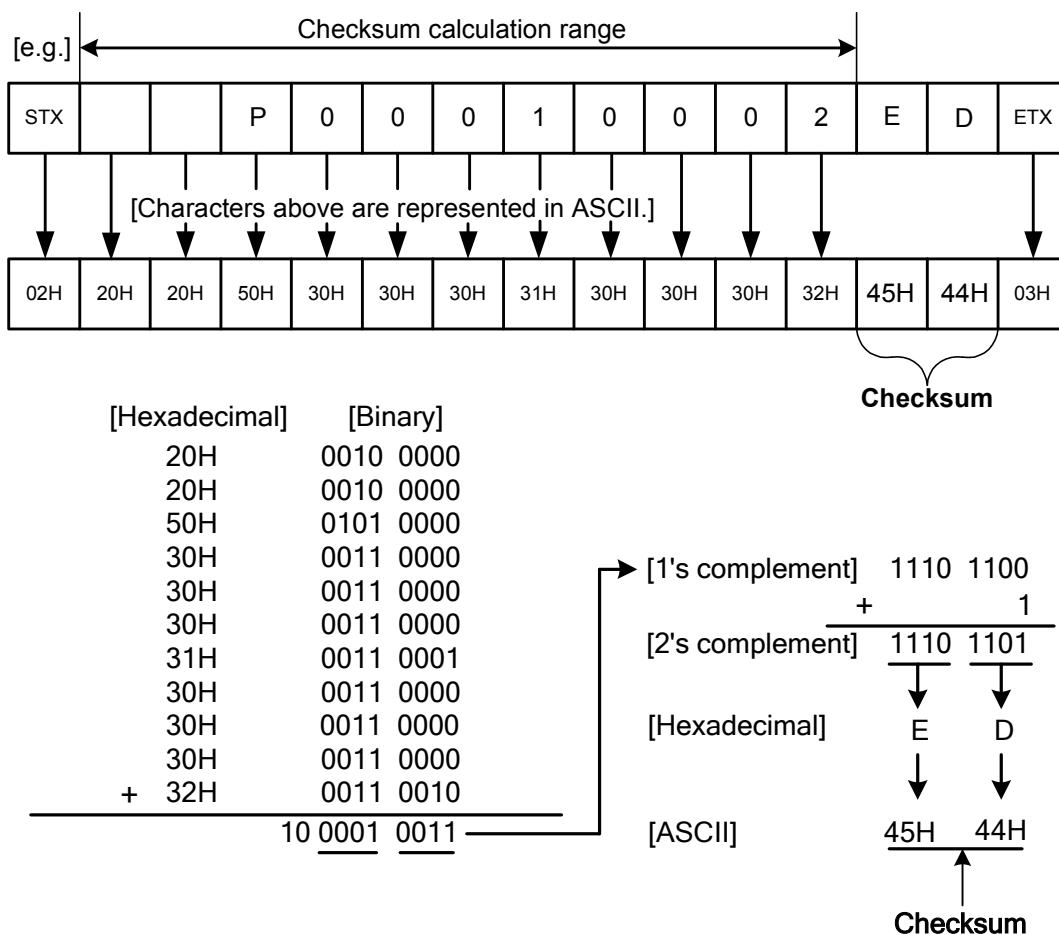 Checksum calculation range
[e.g.]
STX P 0 0 0 1 0 0 0 2 E D ETX
[Characters above are represented in ASCII.]
02H 20H 20H 50H 30H 30H 30H 31H 30H 30H 30H 32H 45H 44H 03H
Checksum
[Hexadecimal] [Binary]
20H 0010 0000
20H 0010 0000
50H 0101 0000
30H 0011 0000
30H 0011 0000
30H 0011 0000
31H 0011 0001
30H 0011 0000
30H 0011 0000
30H 0011 0000
+ 32H 0011 0010
10 0001 0011
[1's complement] 1110 1100
+ 1
[2's complement] 1110 1101
[Hexadecimal] E D
[ASCII] 45H 44H
Checksum